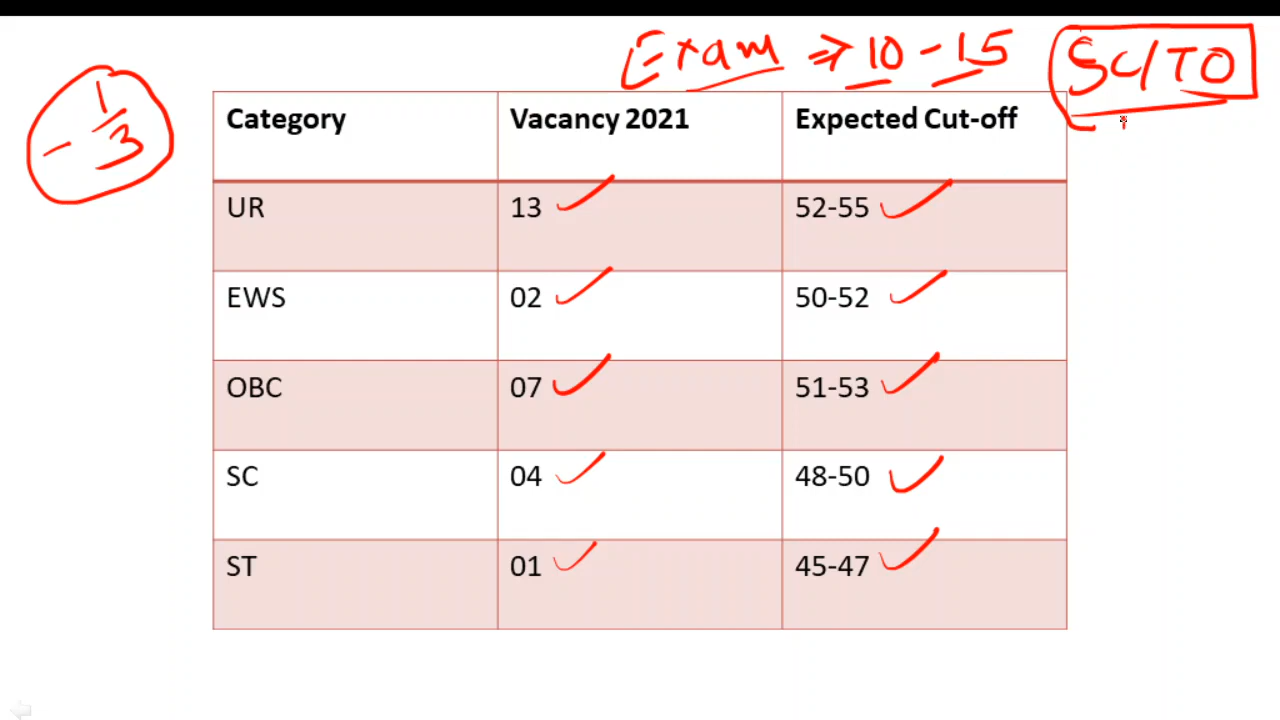 Exam ⇒ 10 - 15 SC/TO
- 1/3
Category Vacancy 2021 Expected Cut-off
UR 13 52-55
EWS 02 50-52
OBC 07 51-53
SC 04 48-50
ST 01 45-47